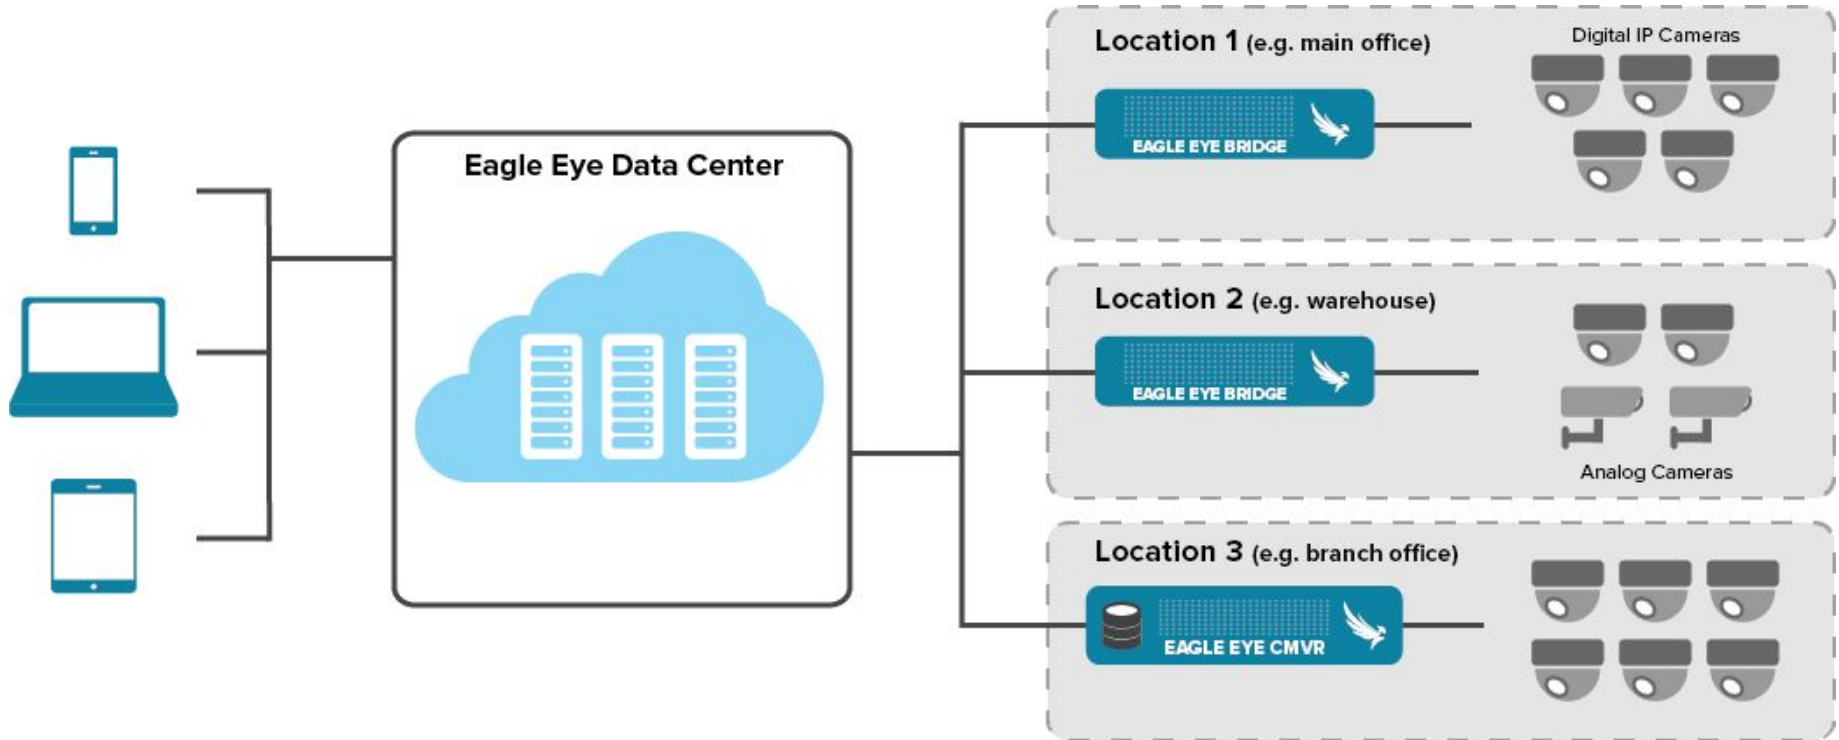 Eagle Eye Data Center
Location 1 (e.g. main office)
Digital IP Cameras
EAGLE EYE BRIDGE
Location 2 (e.g. warehouse)
EAGLE EYE BRIDGE
Analog Cameras
Location 3 (e.g. branch office)
EAGLE EYE CMVR